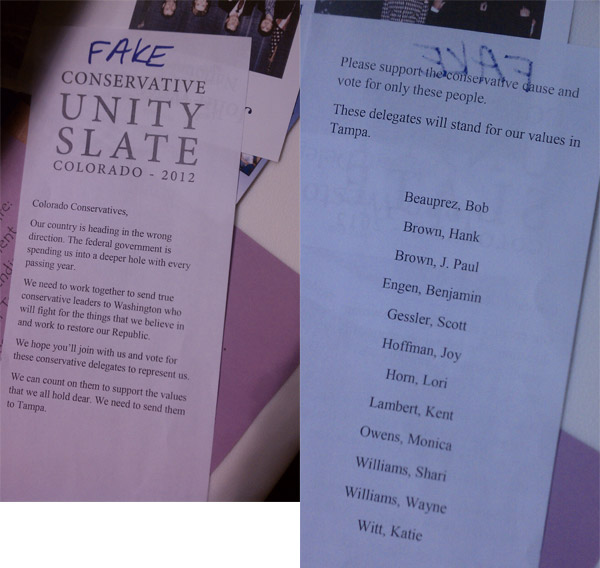 FAKE
CONSERVATIVE
UNITY
SLATE
COLORADO - 2012
Colorado Conservatives,
Our country is heading in the wrong
direction. The federal government is
spending us into a deeper hole with every
passing year.
We need to work together to send true
conservative leaders to Washington who
will fight for the things that we believe in
and work to restore our Republic.
We hope you'll join with us and vote for
these conservative delegates to represent us.
We can count on them to support the values
that we all hold dear. We need to send them
to Tampa.
Please support the conservative cause and
vote for only these people.
These delegates will stand for our values in
Tampa.
Beauprez, Bob
Brown, Hank
Brown, J. Paul
Engen, Benjamin
Gessler, Scott
Hoffman, Joy
Horn, Lori
Lambert, Kent
Owens, Monica
Williams, Shari
Williams, Wayne
Witt, Katie